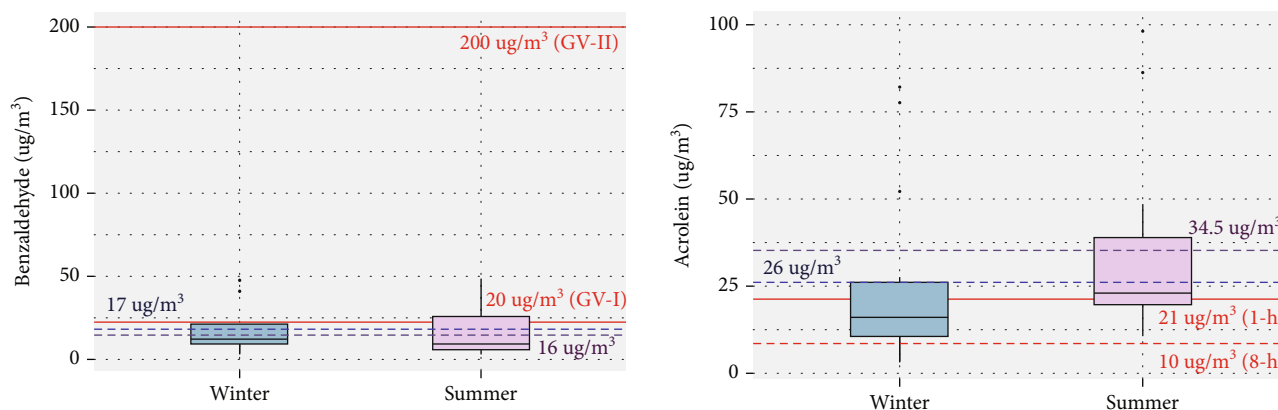 Benzaldehyde (ug/m³)
200
150
100
50
0
200 ug/m³ (GV-II)
17 ug/m³
20 ug/m³ (GV-I)
16 ug/m³
Winter
Summer
Acrolein (ug/m³)
100
75
50
25
0
34.5 ug/m³
26 ug/m³
21 ug/m³ (1-h
10 ug/m³ (8-h
Winter
Summer